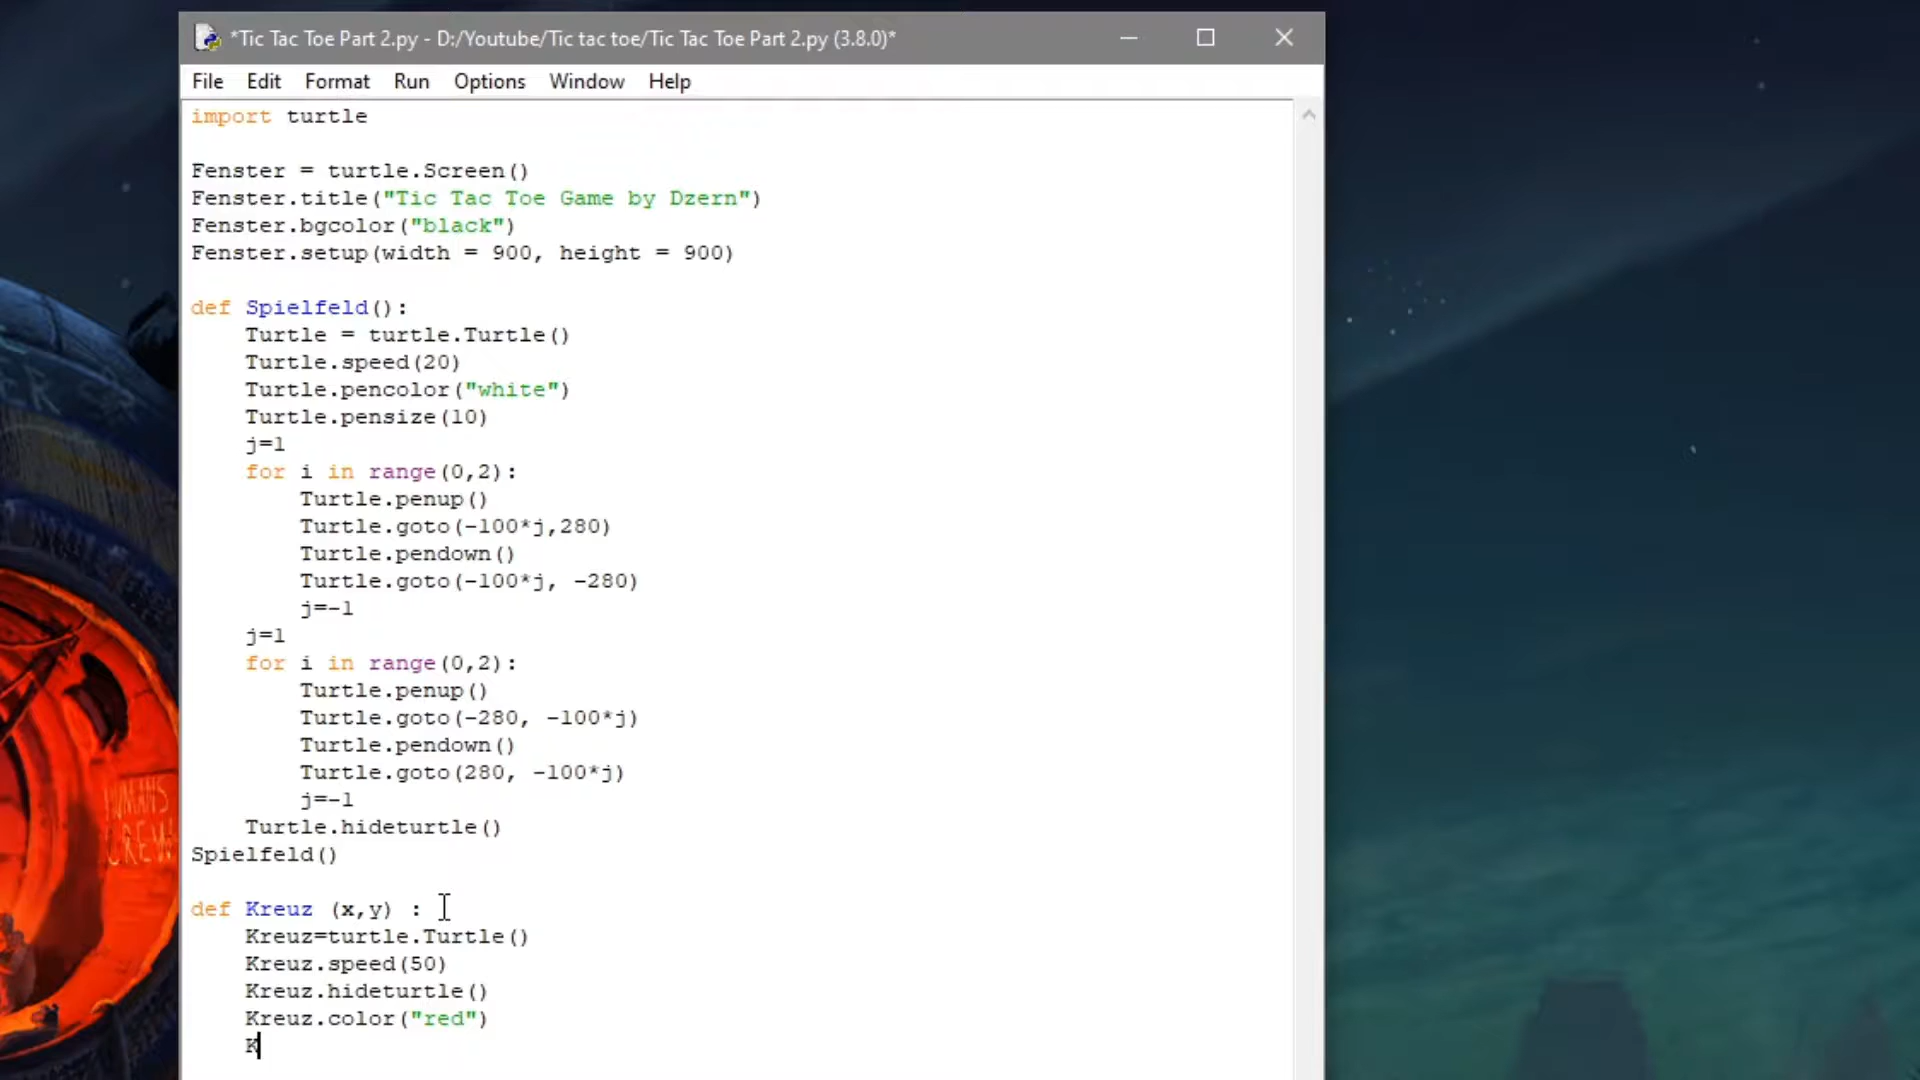 *Tic Tac Toe Part 2.py - D:/Youtube/Tic tac toe/Tic Tac Toe Part 2.py (3.8.0)*
File Edit Format Run Options Window Help
import turtle
Fenster = turtle.Screen()
Fenster.title("Tic Tac Toe Game by Dzern")
Fenster.bgcolor("black")
Fenster.setup(width = 900, height = 900)
def Spielfeld():
    Turtle = turtle.Turtle()
    Turtle.speed(20)
    Turtle.pencolor("white")
    Turtle.pensize(10)
    j=1
    for i in range(0,2):
        Turtle.penup()
        Turtle.goto(-100*j,280)
        Turtle.pendown()
        Turtle.goto(-100*j, -280)
        j=-1
    j=1
    for i in range(0,2):
        Turtle.penup()
        Turtle.goto(-280, -100*j)
        Turtle.pendown()
        Turtle.goto(280, -100*j)
        j=-1
    Turtle.hideturtle()
Spielfeld()
def Kreuz (x,y) :
    Kreuz=turtle.Turtle()
    Kreuz.speed(50)
    Kreuz.hideturtle()
    Kreuz.color("red")
    K
HUMANS
CREW